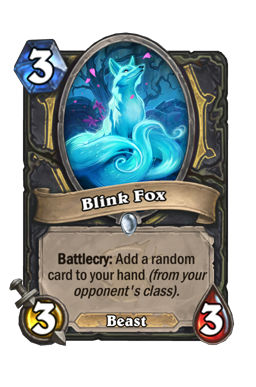 3
Blink Fox
Battlecry: Add a random
card to your hand (from your
opponent's class).
3
Beast
3